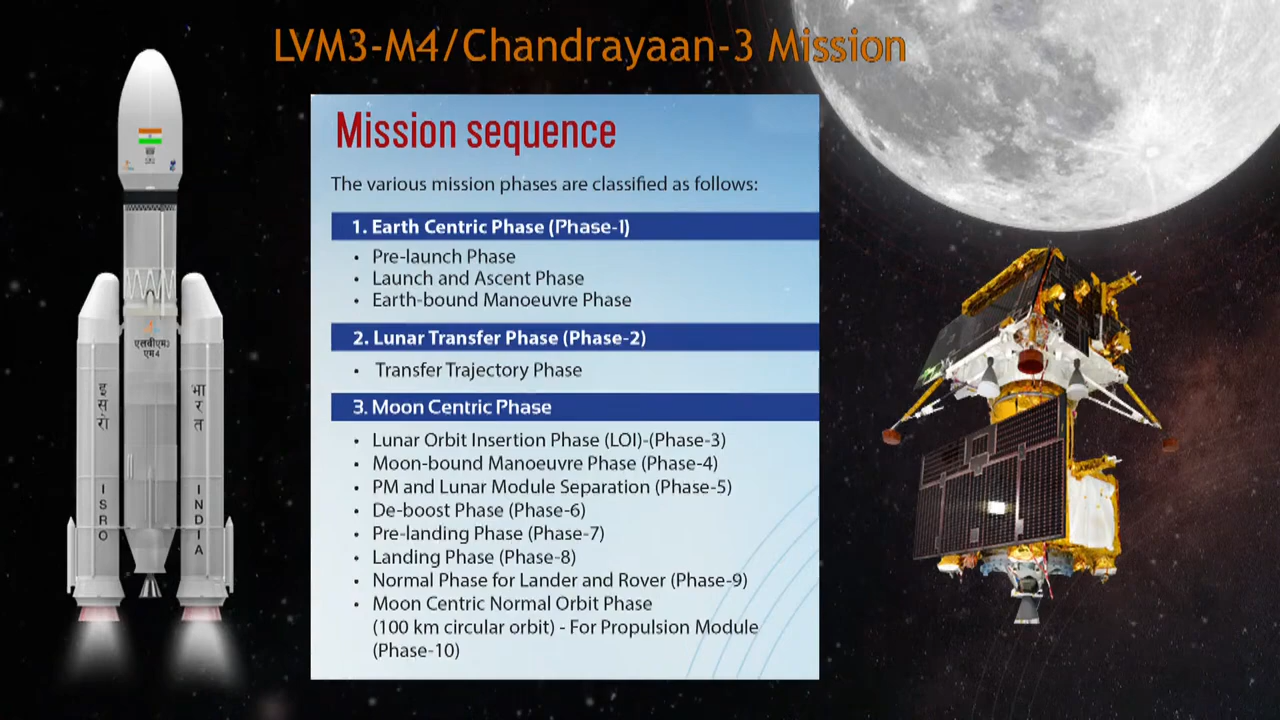 LVM3-M4/Chandrayaan-3 Mission
Mission sequence
The various mission phases are classified as follows:
1. Earth Centric Phase (Phase-1)
• Pre-launch Phase
• Launch and Ascent Phase
• Earth-bound Manoeuvre Phase
2. Lunar Transfer Phase (Phase-2)
• Transfer Trajectory Phase
3. Moon Centric Phase
• Lunar Orbit Insertion Phase (LOI)-(Phase-3)
• Moon-bound Manoeuvre Phase (Phase-4)
• PM and Lunar Module Separation (Phase-5)
• De-boost Phase (Phase-6)
• Pre-landing Phase (Phase-7)
• Landing Phase (Phase-8)
• Normal Phase for Lander and Rover (Phase-9)
• Moon Centric Normal Orbit Phase
(100 km circular orbit) - For Propulsion Module
(Phase-10)
एलवीएम3
एम4
इसरो
ISRO
भारत
INDIA